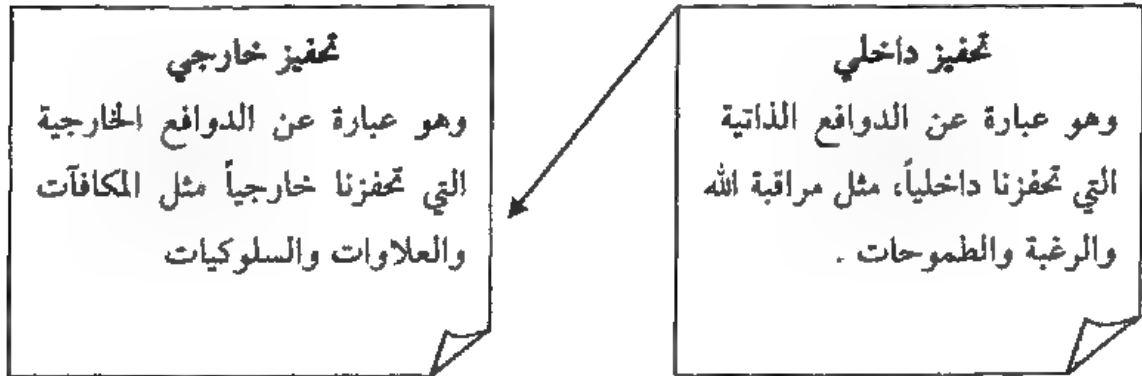 تحفيز داخلي
وهو عبارة عن الدوافع الذاتية
التي تحفزنا داخلياً، مثل مراقبة الله
والرغبة والطموحات .
تحفيز خارجي
وهو عبارة عن الدوافع الخارجية
التي تحفزنا خارجياً مثل المكافآت
والعلاوات والسلوكيات